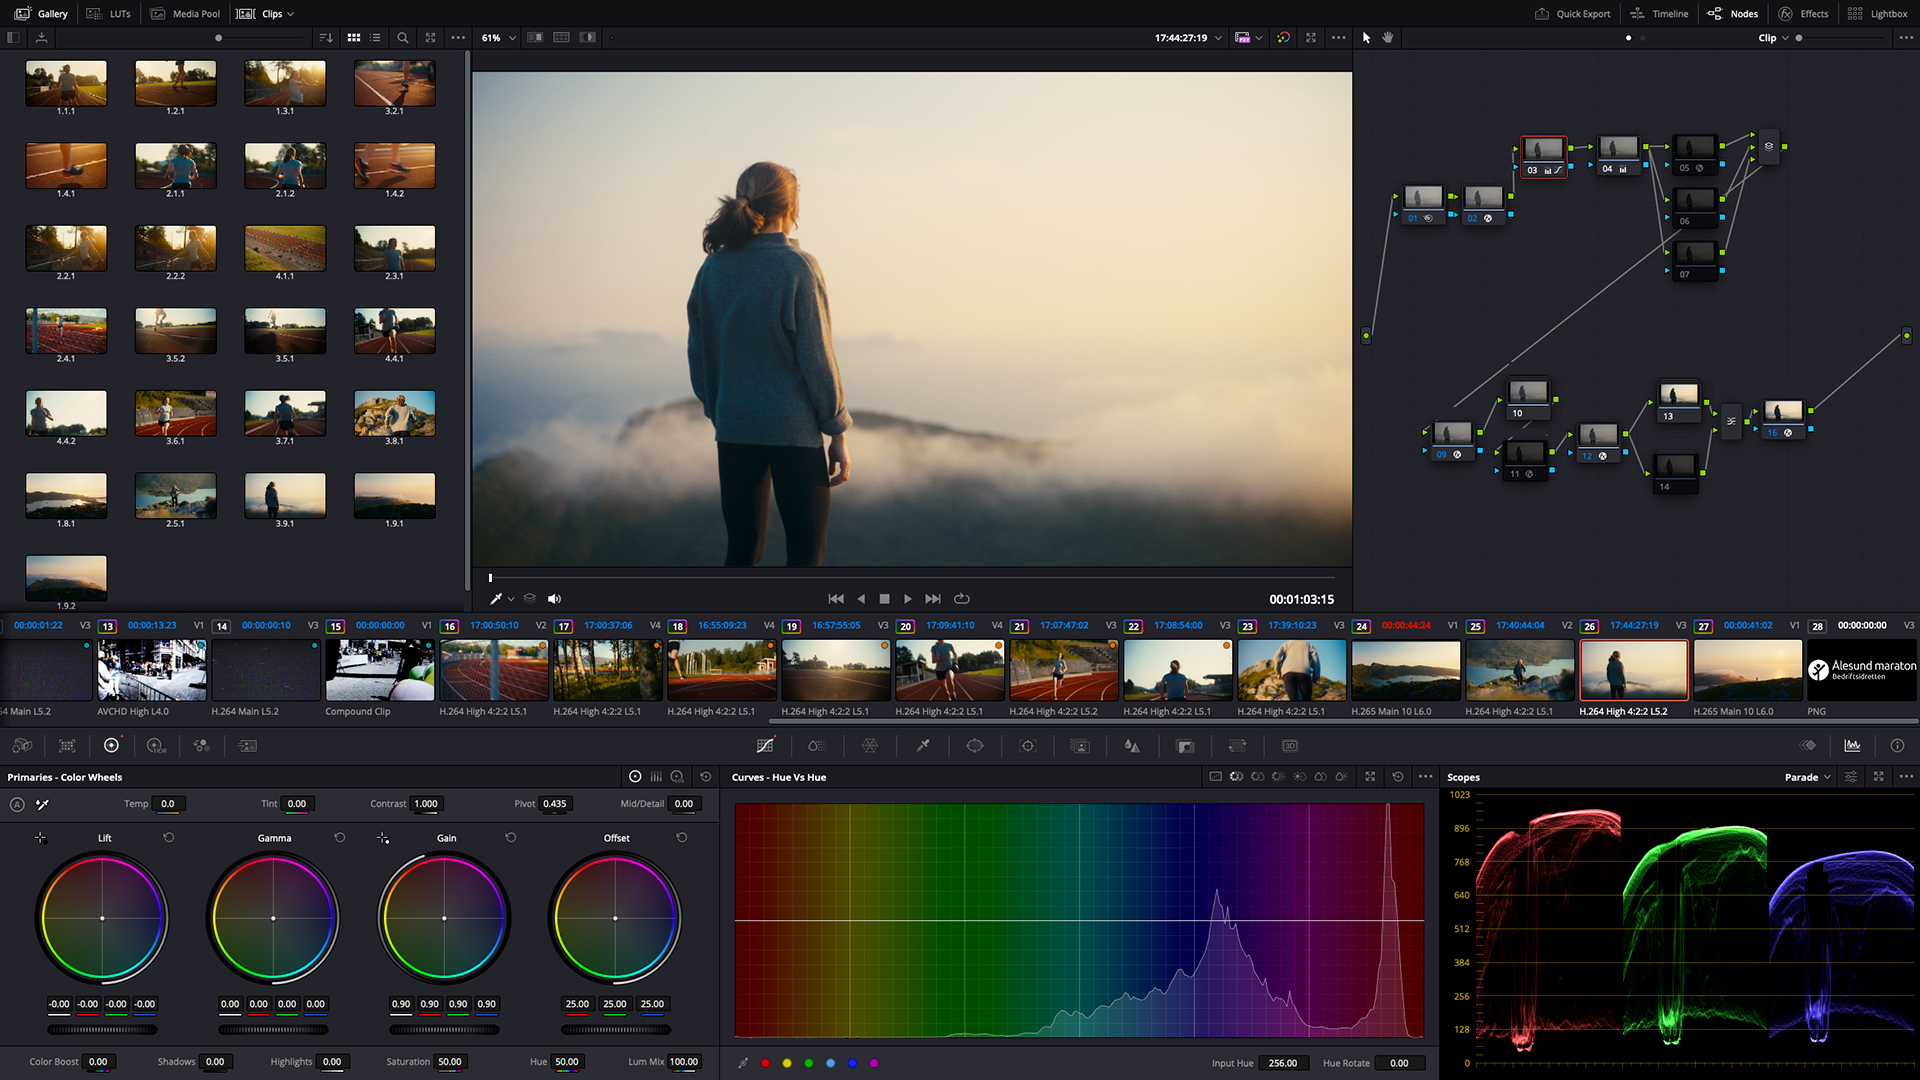 Gallery LUTs Media Pool Clips Quick Export Timeline Nodes Effects Lightbox
61% 17:44:27:19 Clip
1.1.1 1.2.1 1.3.1 3.2.1
1.4.1 2.1.1 2.1.2 1.4.2
2.2.1 2.2.2 4.1.1 2.3.1
2.4.1 3.5.2 3.5.1 4.4.1
4.4.2 3.6.1 3.7.1 3.8.1
1.8.1 2.5.1 3.9.1 1.9.1
1.9.2
03 04 05
01 02 06
07
10 13
09 11 12 16
14
00:01:03:15
00:00:01:22 V3 13 00:00:13.23 V1 14 00:00:00:10 V3 15 00:00:00:00 V1 16 17:00:50:10 V2 17 17:00:37:06 V4 18 16:55:09:23 V4 19 16:57:55:05 V3 20 17:09:41:10 V4 21 17:07:47:02 V3 22 17:08:54:00 V3 23 17:39:10:23 V3 24 00:00:44:24 V1 25 17:40:44:04 V2 26 17:44:27:19 V3 27 00:00:41:02 V1 28 00:00:00:00 V3
Ålesund maraton
Bedriftsidretten
64 Main L5.2 AVCHD High L4.0 H.264 Main L5.2 Compound Clip H.264 High 4:2:2 L5.1 H.264 High 4:2:2 L5.1 H.264 High 4:2:2 L5.1 H.264 High 4:2:2 L5.1 H.264 High 4:2:2 L5.1 H.264 High 4:2:2 L5.2 H.264 High 4:2:2 L5.1 H.264 High 4:2:2 L5.1 H.265 Main 10 L6.0 H.264 High 4:2:2 L5.1 H.264 High 4:2:2 L5.2 H.265 Main 10 L6.0 PNG
HDR 3D
Primaries - Color Wheels
A Temp 0.0 Tint 0.00 Contrast 1.000 Pivot 0.435 Mid/Detail 0.00
Lift Gamma Gain Offset
-0.00 -0.00 -0.00 -0.00 0.00 0.00 0.00 0.00 0.90 0.90 0.90 0.90 25.00 25.00 25.00
Color Boost 0.00 Shadows 0.00 Highlights 0.00 Saturation 50.00 Hue 50.00 Lum Mix 100.00
Curves - Hue Vs Hue
Input Hue 256.00 Hue Rotate 0.00
Scopes Parade
1023
896
768
640
512
384
256
128
0